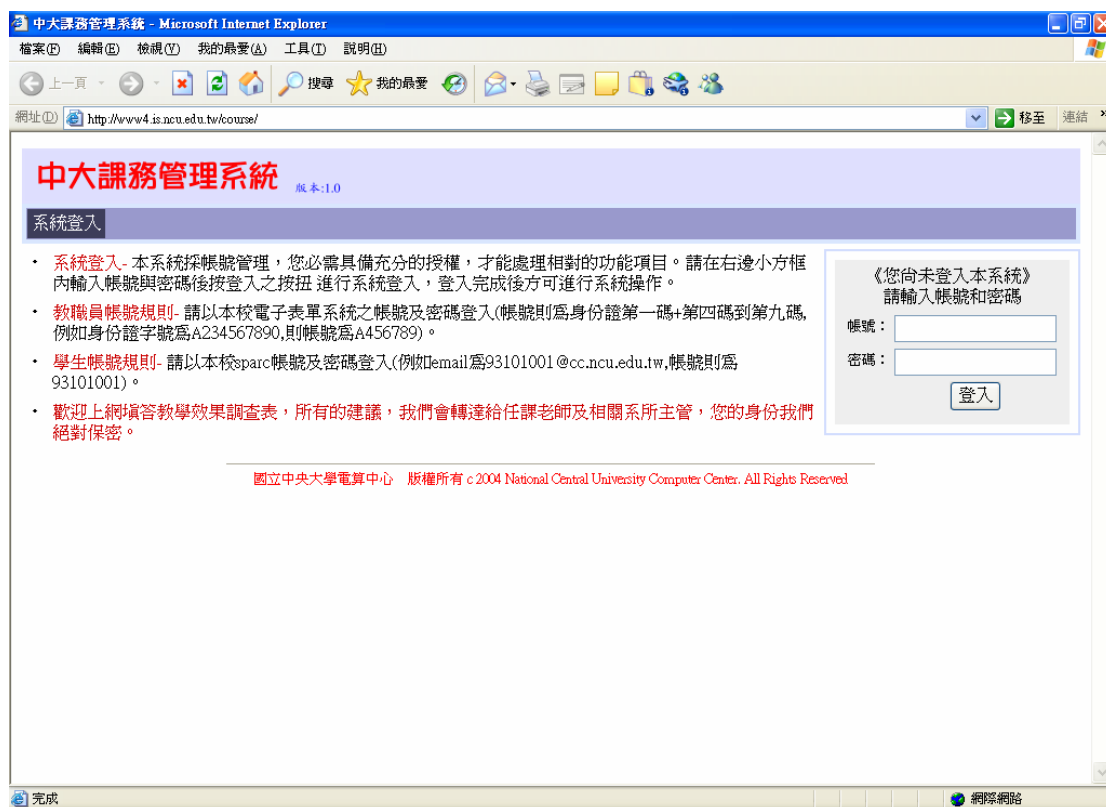 中大課務管理系統 - Microsoft Internet Explorer
檔案(F) 編輯(E) 檢視(V) 我的最愛(A) 工具(T) 說明(H)
上一頁 搜尋 我的最愛
網址(D) http://www4.is.ncu.edu.tw/course/ 移至 連結 »
中大課務管理系統 版本:1.0
系統登入
• 系統登入- 本系統採帳號管理,您必需具備充分的授權,才能處理相對的功能項目。請在右邊小方框
內輸入帳號與密碼後按登入之按扭 進行系統登入,登入完成後方可進行系統操作。
• 教職員帳號規則- 請以本校電子表單系統之帳號及密碼登入(帳號則為身份證第一碼+第四碼到第九碼,
例如身份證字號為A234567890,則帳號為A456789)。
• 學生帳號規則- 請以本校sparc帳號及密碼登入(例如email為93101001@cc.ncu.edu.tw,帳號則為
93101001)。
• 歡迎上網填答教學效果調查表,所有的建議,我們會轉達給任課老師及相關系所主管,您的身份我們
絕對保密。
《您尚未登入本系統》
請輸入帳號和密碼
帳號:
密碼:
登入
國立中央大學電算中心 版權所有 c 2004 National Central University Computer Center. All Rights Reserved
完成 網際網路